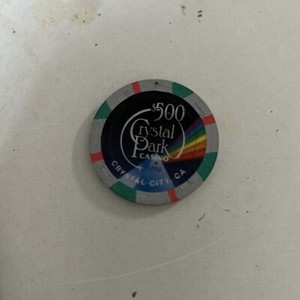 $500
Crystal
Park
CASINO
CRYSTAL CITY, CA